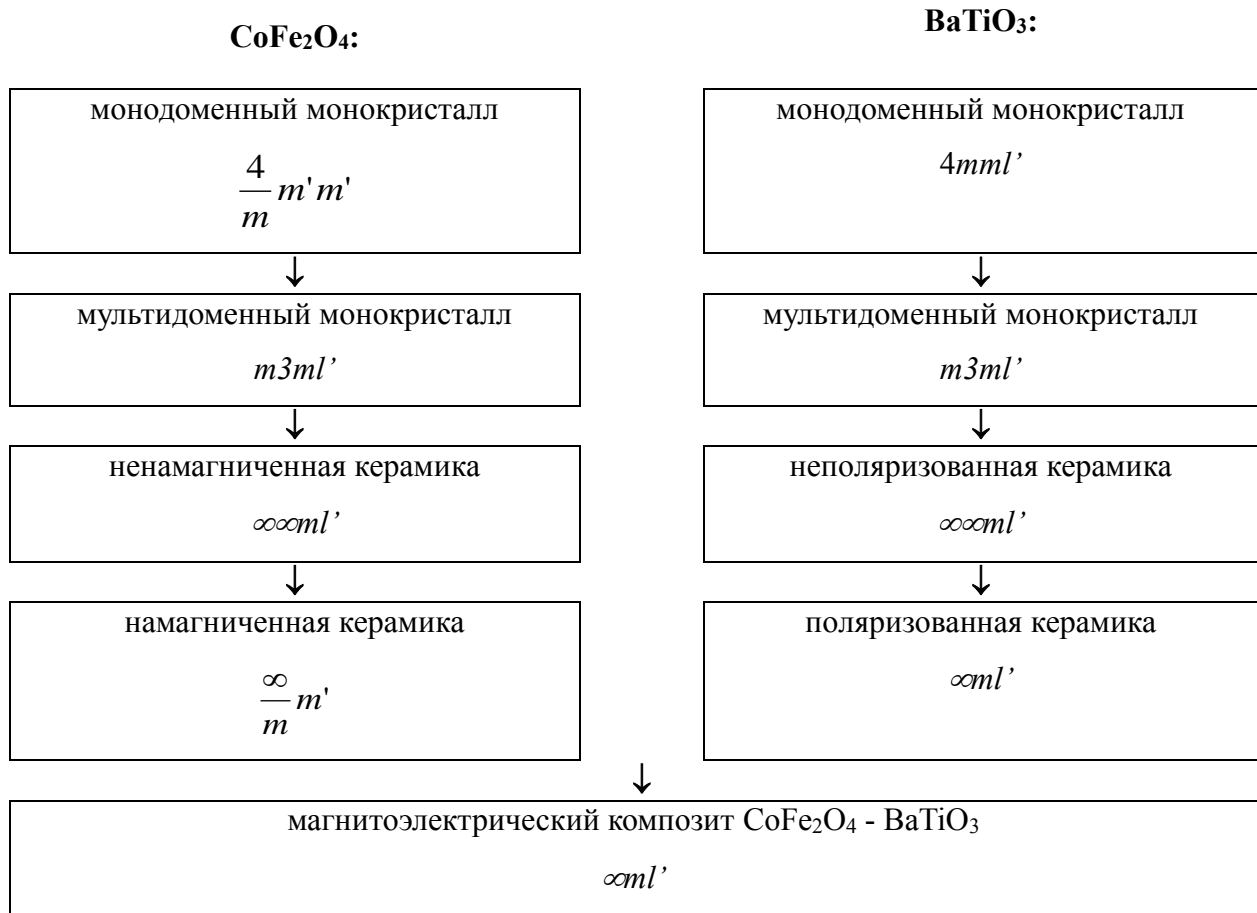 CoFe₂O₄:
монодоменный монокристалл
4/m m'm'
мультидоменный монокристалл
m3ml’
ненамагниченная керамика
∞∞ml’
намагниченная керамика
∞/m m'
BaTiO₃:
монодоменный монокристалл
4mml’
мультидоменный монокристалл
m3ml’
неполяризованная керамика
∞∞ml’
поляризованная керамика
∞ml’
магнитоэлектрический композит CoFe₂O₄ - BaTiO₃
∞ml’